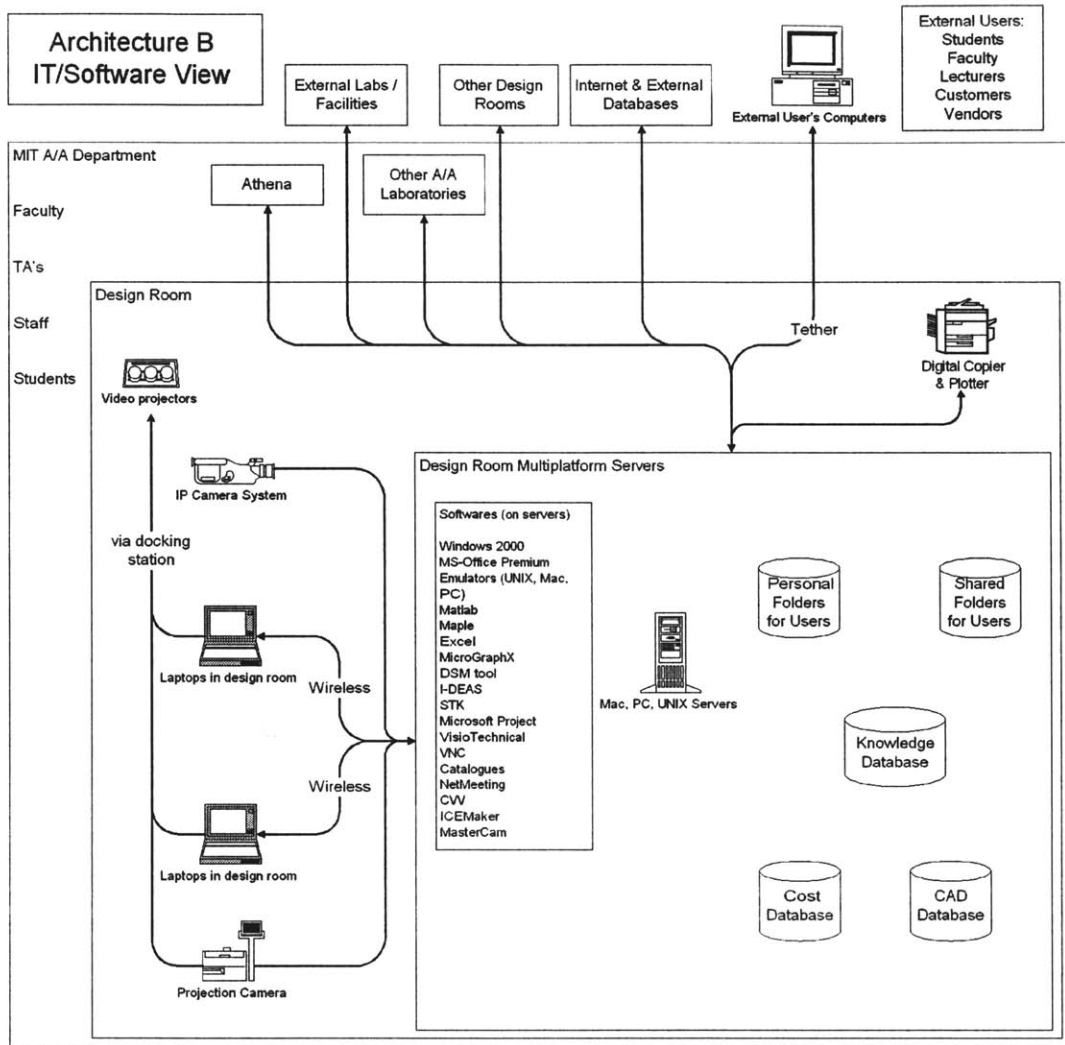 Architecture B
IT/Software View
External Labs /
Facilities
Other Design
Rooms
Internet & External
Databases
External User's Computers
External Users:
Students
Faculty
Lecturers
Customers
Vendors
MIT A/A Department
Faculty
TA's
Staff
Students
Athena
Other A/A
Laboratories
Design Room
Tether
Digital Copier
& Plotter
Video projectors
IP Camera System
via docking
station
Laptops in design room
Wireless
Wireless
Laptops in design room
Projection Camera
Design Room Multiplatform Servers
Softwares (on servers)
Windows 2000
MS-Office Premium
Emulators (UNIX, Mac,
PC)
Matlab
Maple
Excel
MicroGraphX
DSM tool
I-DEAS
STK
Microsoft Project
VisioTechnical
VNC
Catalogues
NetMeeting
CVV
ICEMaker
MasterCam
Mac, PC, UNIX Servers
Personal
Folders
for Users
Shared
Folders
for Users
Knowledge
Database
Cost
Database
CAD
Database